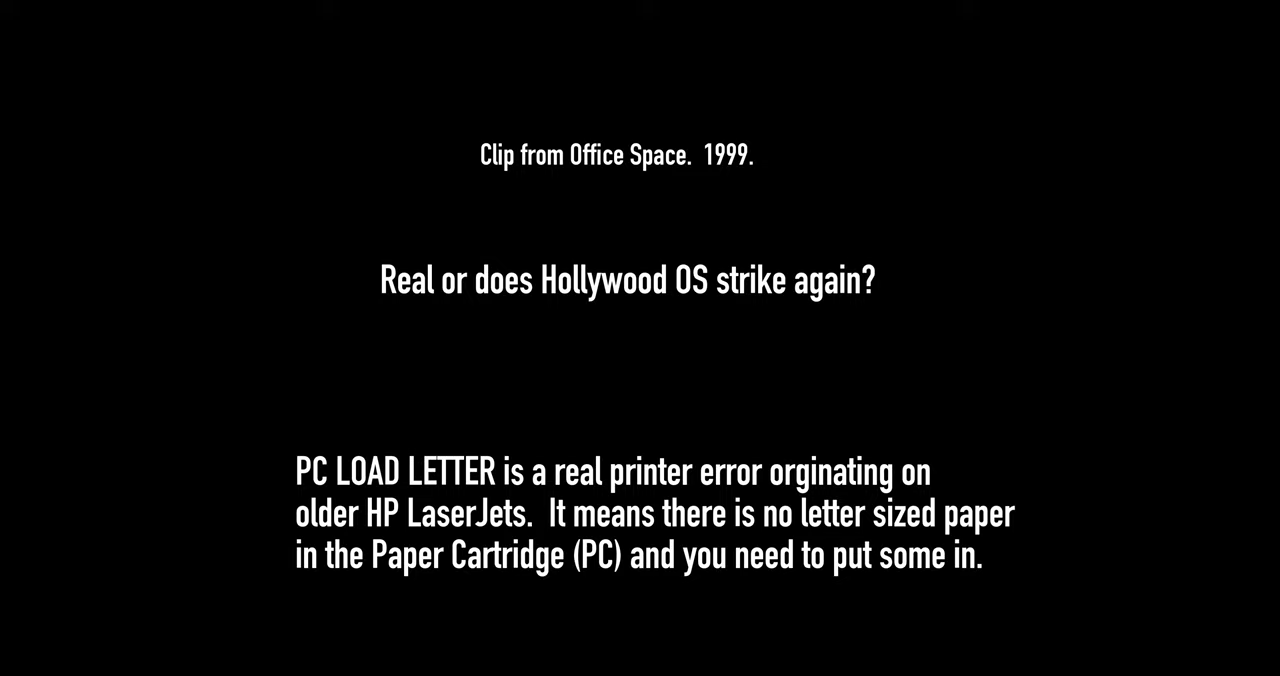 Clip from Office Space.  1999.
Real or does Hollywood OS strike again?
PC LOAD LETTER is a real printer error orginating on
older HP LaserJets.  It means there is no letter sized paper
in the Paper Cartridge (PC) and you need to put some in.